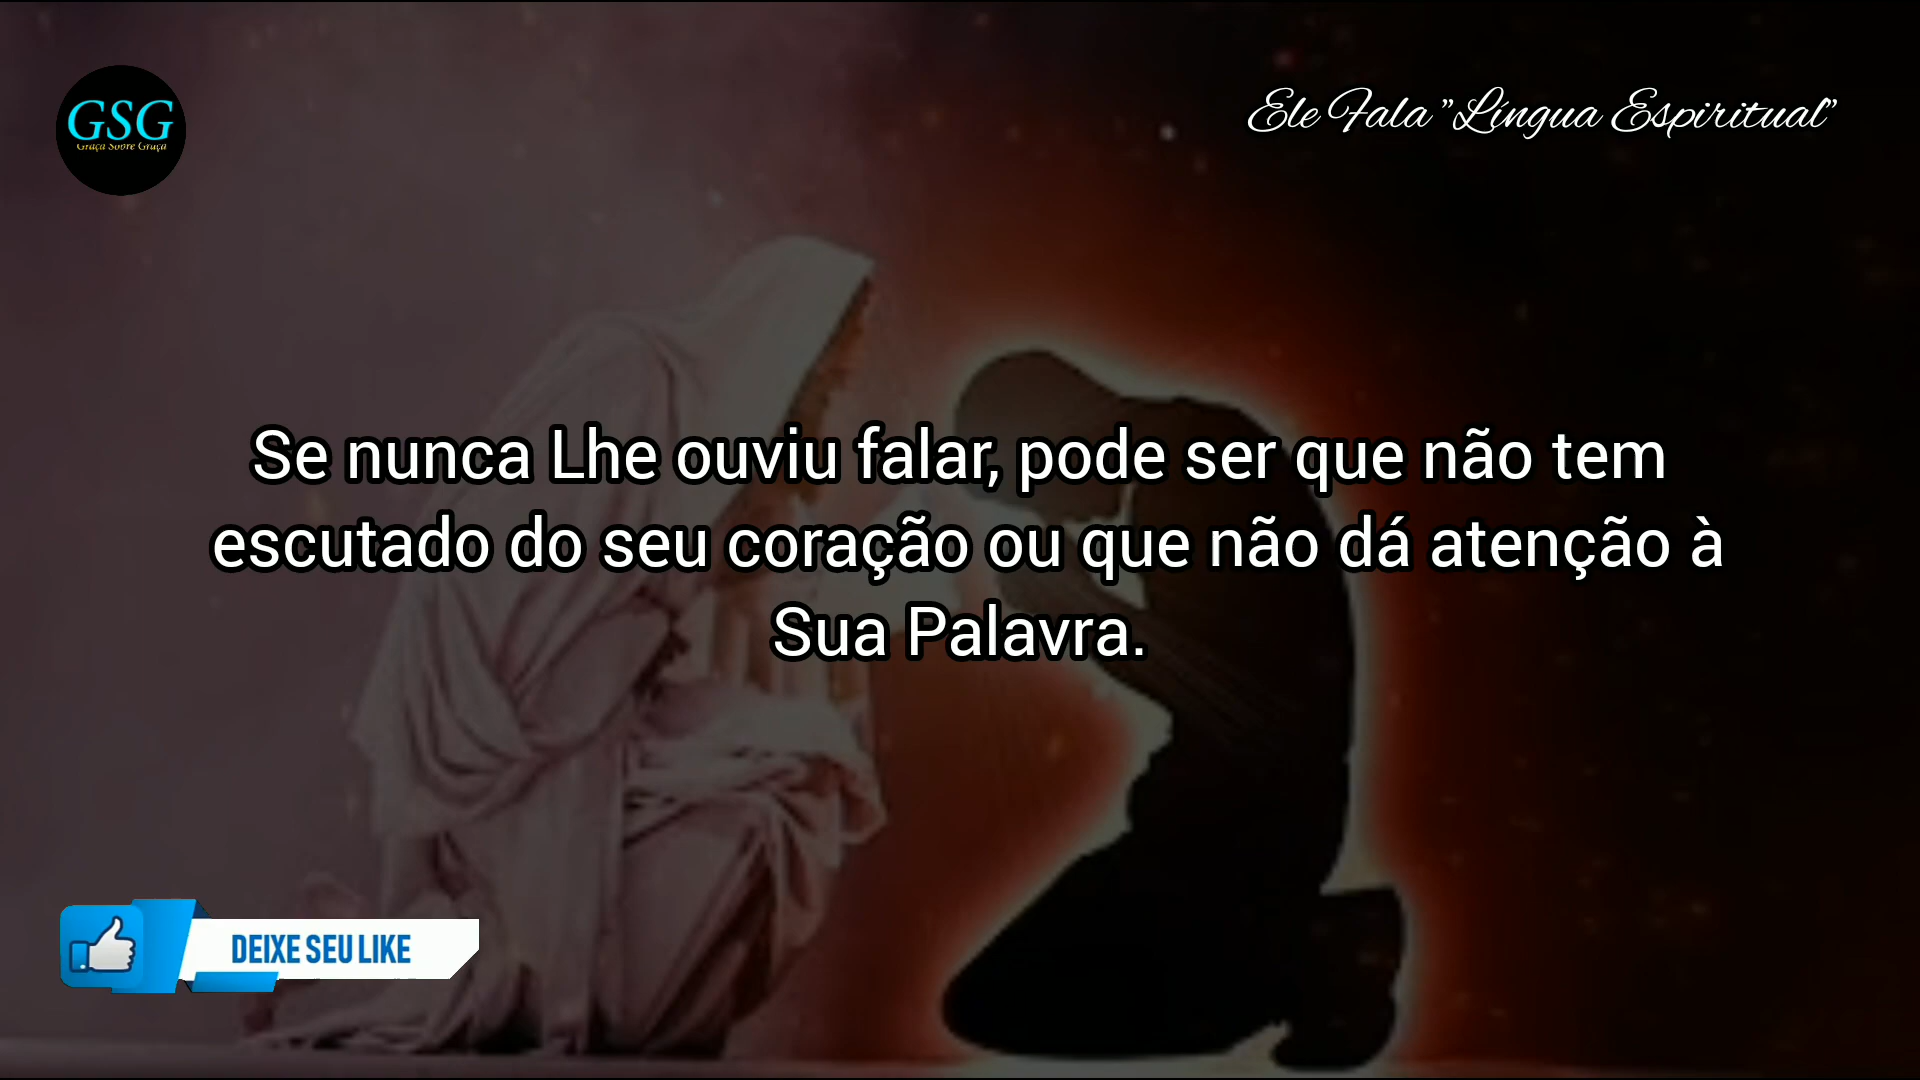 GSG
Graça Sobre Graça
Ele Fala "Língua Espiritual"
Se nunca Lhe ouviu falar, pode ser que não tem
escutado do seu coração ou que não dá atenção à
Sua Palavra.
DEIXE SEU LIKE